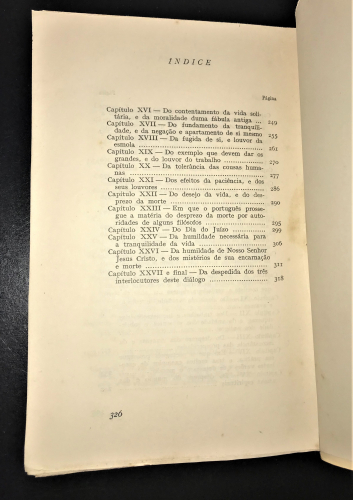 INDICE
Página
Capítulo XVI — Do contentamento da vida soli-
tária, e da moralidade duma fábula antiga ... 249
Capítulo XVII — Do fundamento da tranquili-
dade, e da negação e apartamento de si mesmo 255
Capítulo XVIII — Da fugida de si, e louvor da
esmola ... 261
Capítulo XIX — Do exemplo que devem dar os
grandes, e do louvor do trabalho ... 270
Capítulo XX — Da tolerância das cousas huma-
nas ... 277
Capítulo XXI — Dos efeitos da paciência, e dos
seus louvores ... 286
Capítulo XXII — Do desejo da vida, e do des-
prezo da morte ... 290
Capítulo XXIII — Em que o português prosse-
gue a matéria do desprezo da morte por auto-
ridades de alguns filósofos ... 295
Capítulo XXIV — Do Dia do Juízo ... 299
Capítulo XXV — Da humildade necessária para
a tranquilidade da vida ... 306
Capítulo XXVI — Da humildade de Nosso Senhor
Jesus Cristo, e dos mistérios de sua encarnação
e morte ... 311
Capítulo XXVII e final — Da despedida dos três
interlocutores deste diálogo ... 318
326